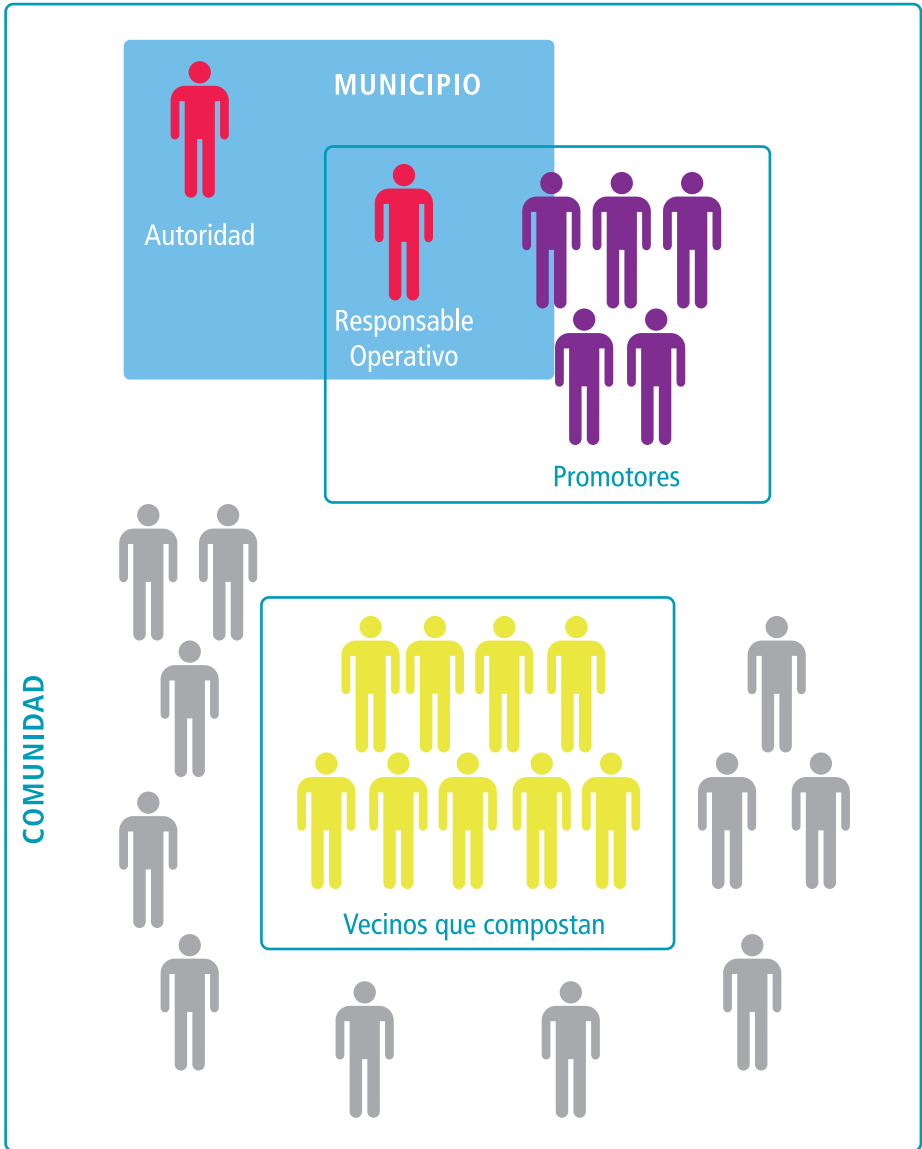 MUNICIPIO
Autoridad
Responsable
Operativo
Promotores
COMUNIDAD
Vecinos que compostan